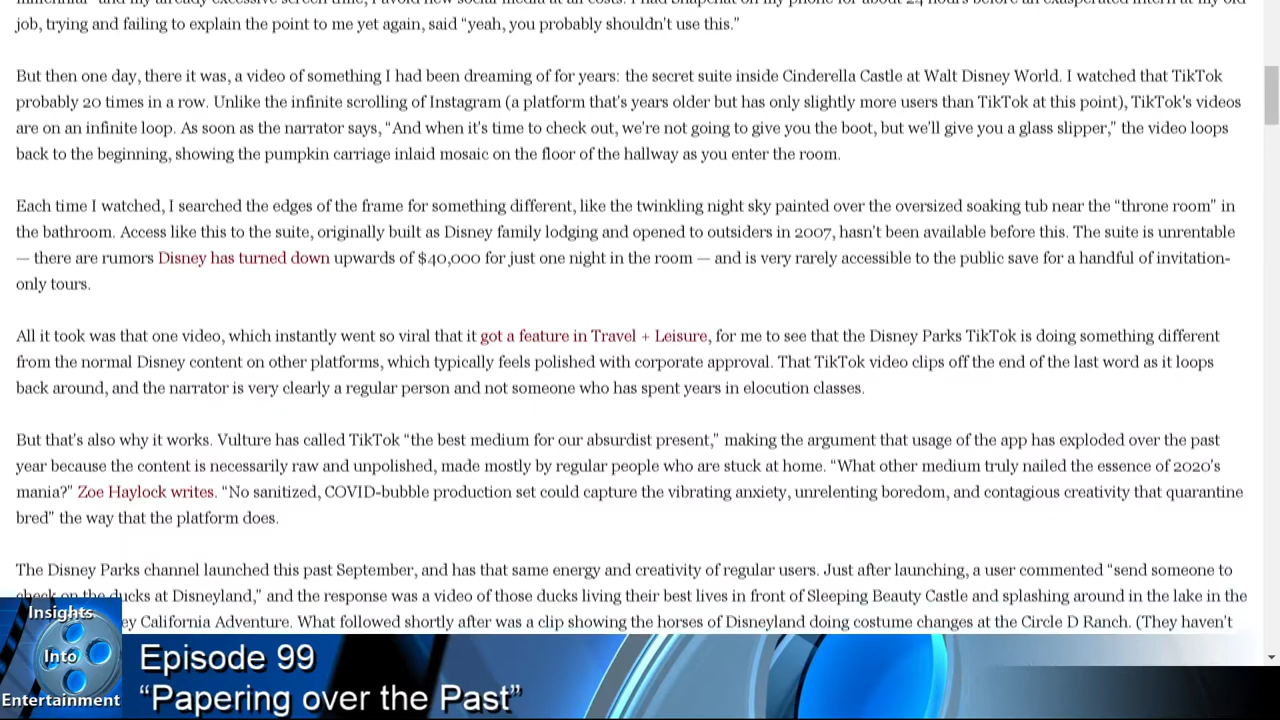 job, trying and failing to explain the point to me yet again, said “yeah, you probably shouldn’t use this.”
But then one day, there it was, a video of something I had been dreaming of for years: the secret suite inside Cinderella Castle at Walt Disney World. I watched that TikTok
probably 20 times in a row. Unlike the infinite scrolling of Instagram (a platform that’s years older but has only slightly more users than TikTok at this point), TikTok’s videos
are on an infinite loop. As soon as the narrator says, “And when it’s time to check out, we’re not going to give you the boot, but we’ll give you a glass slipper,” the video loops
back to the beginning, showing the pumpkin carriage inlaid mosaic on the floor of the hallway as you enter the room.
Each time I watched, I searched the edges of the frame for something different, like the twinkling night sky painted over the oversized soaking tub near the “throne room” in
the bathroom. Access like this to the suite, originally built as Disney family lodging and opened to outsiders in 2007, hasn’t been available before this. The suite is unrentable
— there are rumors Disney has turned down upwards of $40,000 for just one night in the room — and is very rarely accessible to the public save for a handful of invitation-
only tours.
All it took was that one video, which instantly went so viral that it got a feature in Travel + Leisure, for me to see that the Disney Parks TikTok is doing something different
from the normal Disney content on other platforms, which typically feels polished with corporate approval. That TikTok video clips off the end of the last word as it loops
back around, and the narrator is very clearly a regular person and not someone who has spent years in elocution classes.
But that’s also why it works. Vulture has called TikTok “the best medium for our absurdist present,” making the argument that usage of the app has exploded over the past
year because the content is necessarily raw and unpolished, made mostly by regular people who are stuck at home. “What other medium truly nailed the essence of 2020’s
mania?” Zoe Haylock writes. “No sanitized, COVID-bubble production set could capture the vibrating anxiety, unrelenting boredom, and contagious creativity that quarantine
bred” the way that the platform does.
The Disney Parks channel launched this past September, and has that same energy and creativity of regular users. Just after launching, a user commented “send someone to
check on the ducks at Disneyland,” and the response was a video of those ducks living their best lives in front of Sleeping Beauty Castle and splashing around in the lake in the
ey California Adventure. What followed shortly after was a clip showing the horses of Disneyland doing costume changes at the Circle D Ranch. (They haven’t
Insights
Into
Entertainment
Episode 99
“Papering over the Past”